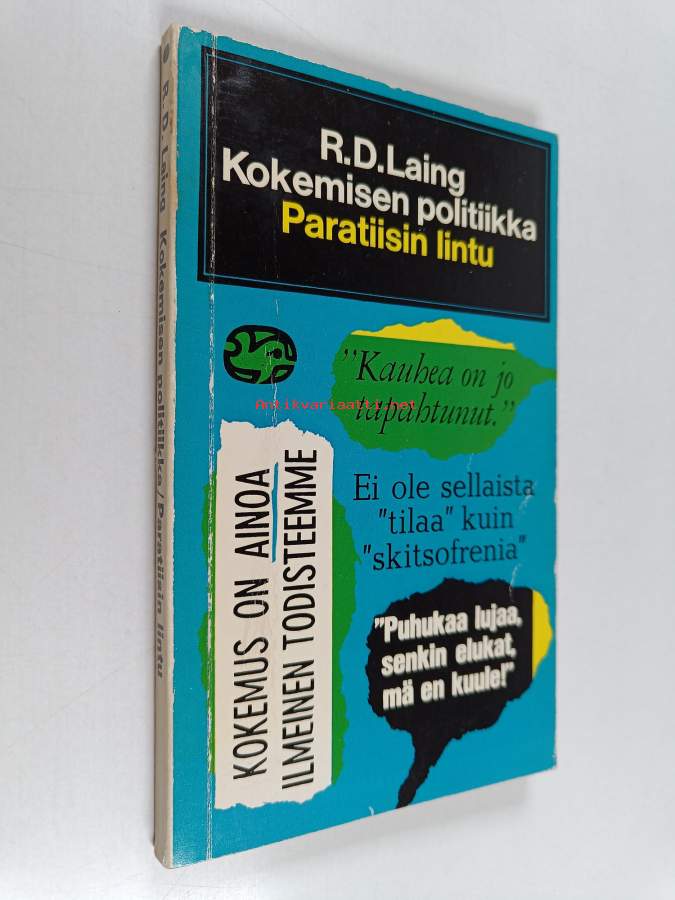 R.D. Laing Kokemisen politiikka/Paratiisin lintu
R.D.Laing
Kokemisen politiikka
Paratiisin lintu
"Kauhea on jo
tapahtunut."
Antikvariaatti.net
Ei ole sellaista
"tilaa" kuin
"skitsofrenia"
KOKEMUS ON AINOA
ILMEINEN TODISTEEMME
"Puhukaa lujaa,
senkin elukat,
mä en kuule!"